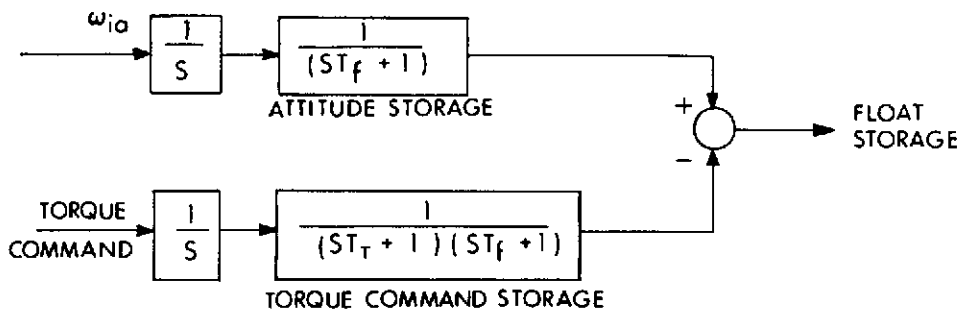 ω_ia
1
S
1
(ST_f + 1)
ATTITUDE STORAGE
+
−
FLOAT
STORAGE
TORQUE
COMMAND
1
S
1
(ST_T + 1)(ST_f + 1)
TORQUE COMMAND STORAGE